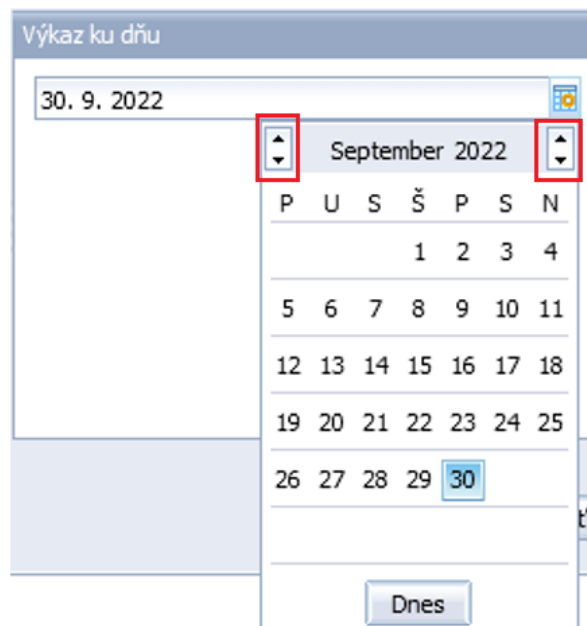 Výkaz ku dňu
30. 9. 2022
September 2022
P U S Š P S N
1 2 3 4
5 6 7 8 9 10 11
12 13 14 15 16 17 18
19 20 21 22 23 24 25
26 27 28 29 30
Dnes